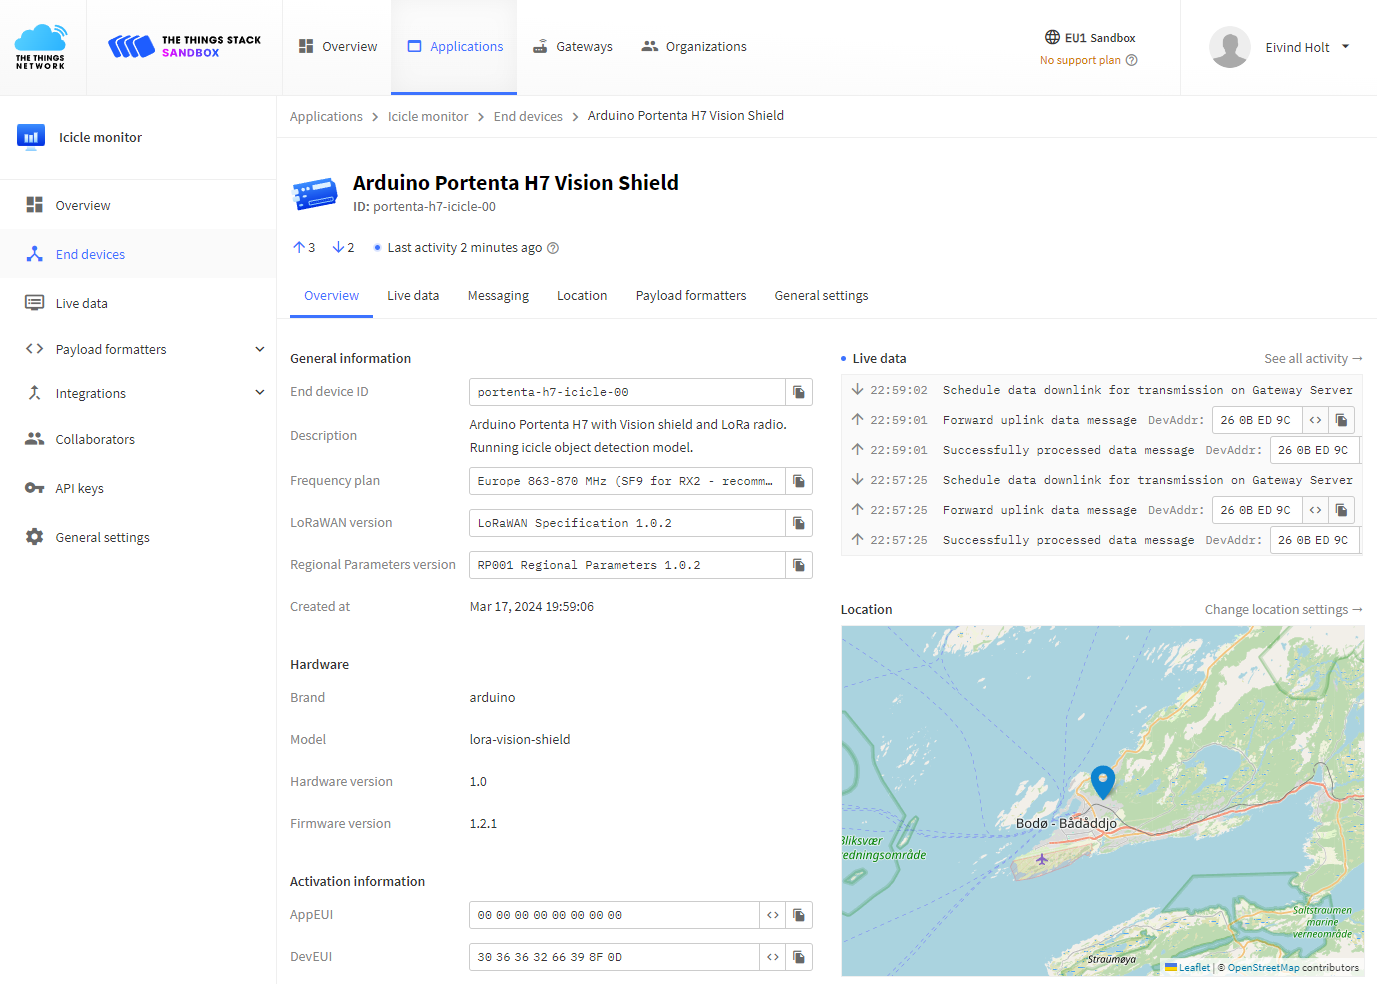 THE THINGS NETWORK
THE THINGS STACK
SANDBOX
Overview
Applications
Gateways
Organizations
EU1 Sandbox
No support plan
Eivind Holt
Icicle monitor
Overview
End devices
Live data
Payload formatters
Integrations
Collaborators
API keys
General settings
Applications > Icicle monitor > End devices > Arduino Portenta H7 Vision Shield
Arduino Portenta H7 Vision Shield
ID: portenta-h7-icicle-00
↑ 3 ↓ 2 • Last activity 2 minutes ago
Overview Live data Messaging Location Payload formatters General settings
General information
End device ID portenta-h7-icicle-00
Description Arduino Portenta H7 with Vision shield and LoRa radio.
Running icicle object detection model.
Frequency plan Europe 863-870 MHz (SF9 for RX2 - recomm…
LoRaWAN version LoRaWAN Specification 1.0.2
Regional Parameters version RP001 Regional Parameters 1.0.2
Created at Mar 17, 2024 19:59:06
Hardware
Brand arduino
Model lora-vision-shield
Hardware version 1.0
Firmware version 1.2.1
Activation information
AppEUI 00 00 00 00 00 00 00 00
DevEUI 30 36 36 32 66 39 8F 0D
• Live data See all activity →
↓ 22:59:02 Schedule data downlink for transmission on Gateway Server
↑ 22:59:01 Forward uplink data message DevAddr: 26 0B ED 9C <>
↑ 22:59:01 Successfully processed data message DevAddr: 26 0B ED 9C
↓ 22:57:25 Schedule data downlink for transmission on Gateway Server
↑ 22:57:25 Forward uplink data message DevAddr: 26 0B ED 9C <>
↑ 22:57:25 Successfully processed data message DevAddr: 26 0B ED 9C
Location Change location settings →
Bodø - Bådåddjo
Bliksvær
redningsområde
Saltstraumen
marine
verneområde
Straumøya
Leaflet | © OpenStreetMap contributors